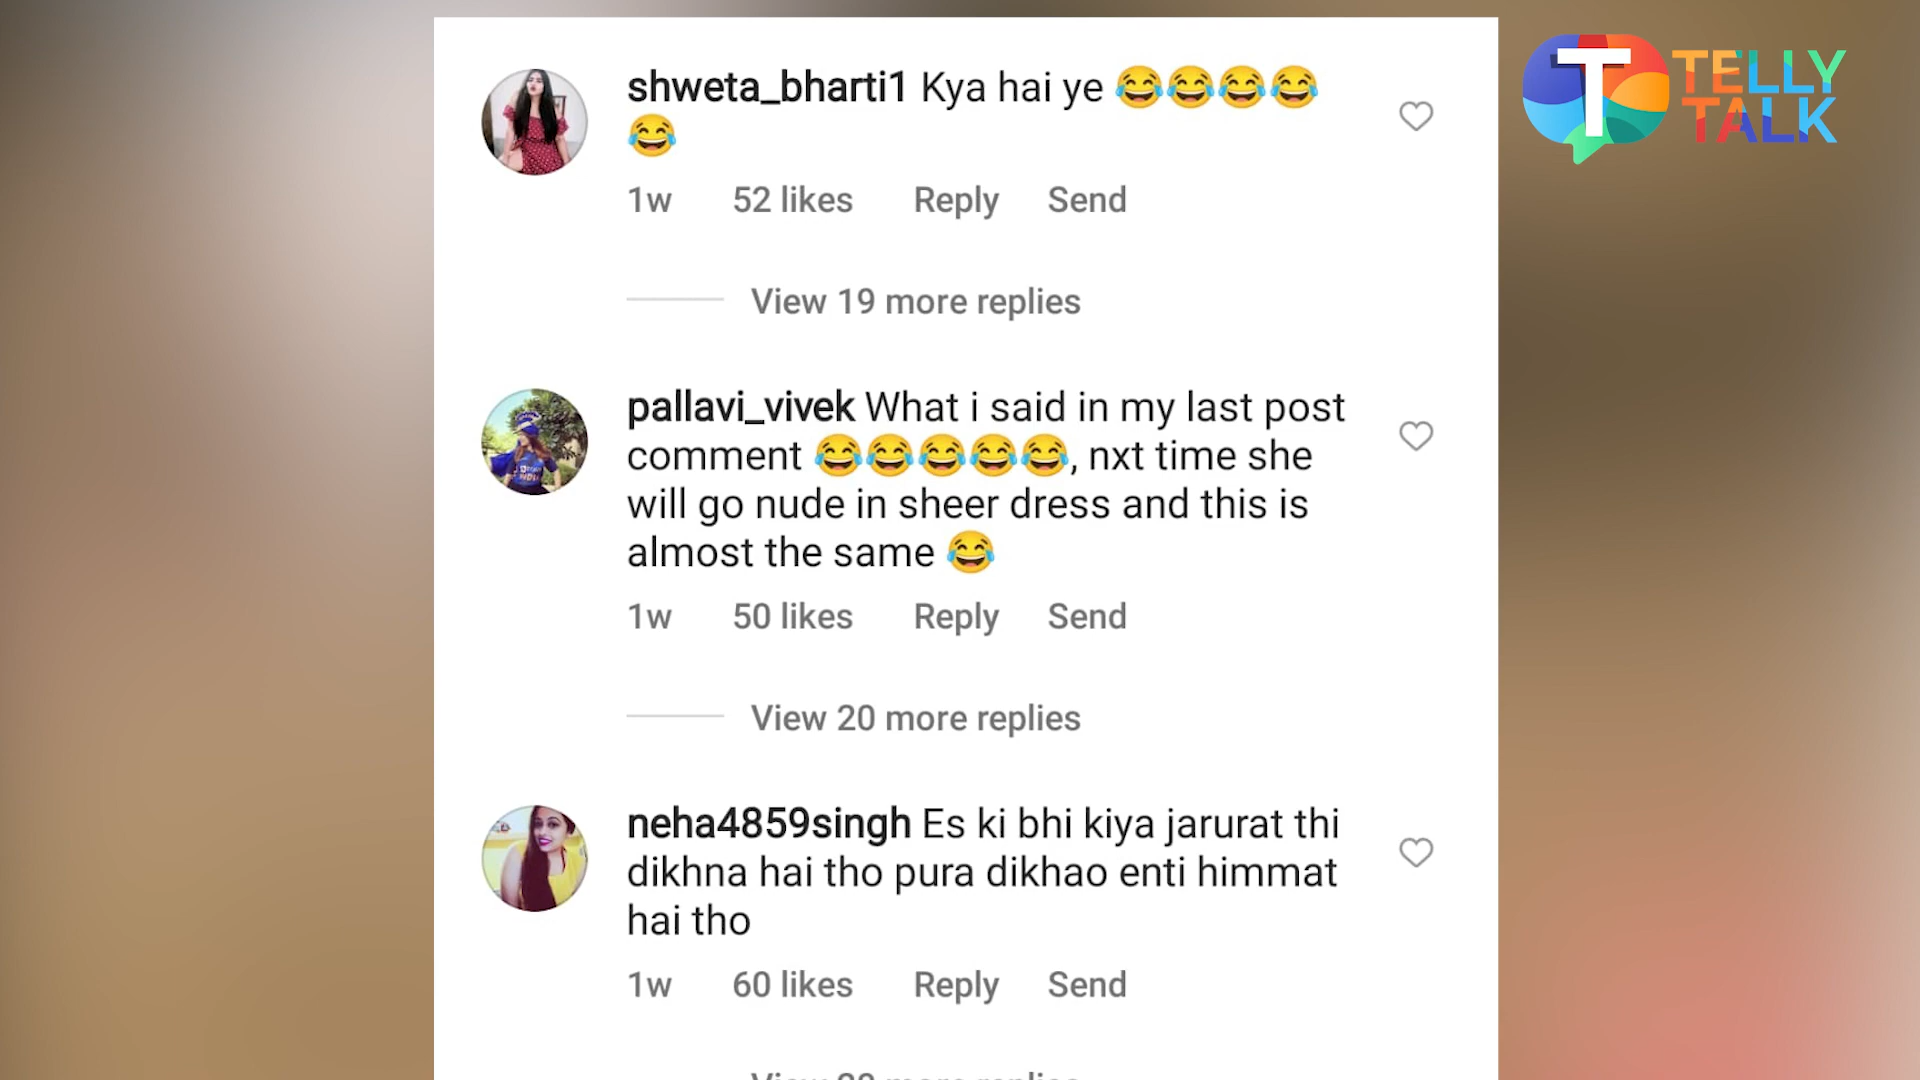 shweta_bharti1 Kya hai ye 😂😂😂😂
😂
1w 52 likes Reply Send
View 19 more replies
pallavi_vivek What i said in my last post
comment 😂😂😂😂😂, nxt time she
will go nude in sheer dress and this is
almost the same 😂
1w 50 likes Reply Send
View 20 more replies
neha4859singh Es ki bhi kiya jarurat thi
dikhna hai tho pura dikhao enti himmat
hai tho
1w 60 likes Reply Send
T TELLY
TALK